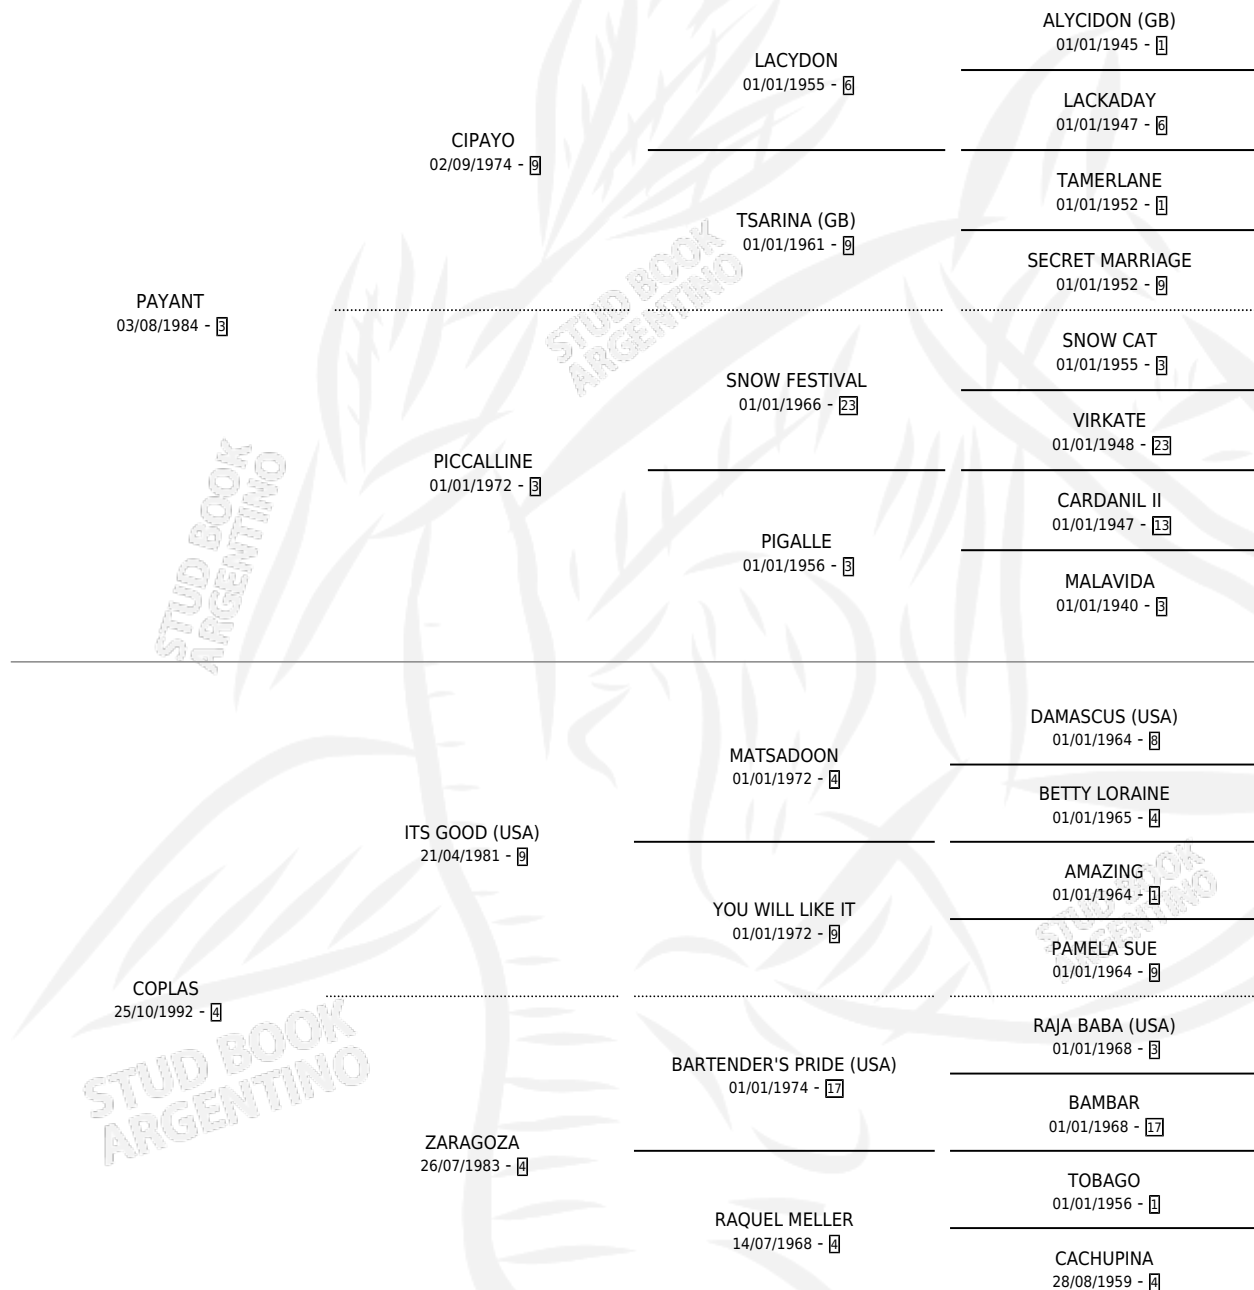 ALYCIDON (GB)
01/01/1945 - 1
LACYDON
01/01/1955 - 6
LACKADAY
01/01/1947 - 6
CIPAYO
02/09/1974 - 9
TAMERLANE
01/01/1952 - 1
TSARINA (GB)
01/01/1961 - 9
SECRET MARRIAGE
01/01/1952 - 9
PAYANT
03/08/1984 - 3
STUD BOOK
ARGENTINO
SNOW CAT
01/01/1955 - 3
SNOW FESTIVAL
01/01/1966 - 23
VIRKATE
01/01/1948 - 23
PICCALLINE
01/01/1972 - 3
CARDANIL II
01/01/1947 - 13
PIGALLE
01/01/1956 - 3
MALAVIDA
01/01/1940 - 3
STUD BOOK
ARGENTINO
DAMASCUS (USA)
01/01/1964 - 8
MATSADOON
01/01/1972 - 4
BETTY LORAINE
01/01/1965 - 4
ITS GOOD (USA)
21/04/1981 - 9
AMAZING
01/01/1964 - 1
YOU WILL LIKE IT
01/01/1972 - 9
STUD BOOK
ARGENTINO
PAMELA SUE
01/01/1964 - 9
COPLAS
25/10/1992 - 4
RAJA BABA (USA)
01/01/1968 - 3
STUD BOOK
ARGENTINO
BARTENDER'S PRIDE (USA)
01/01/1974 - 17
BAMBAR
01/01/1968 - 17
ZARAGOZA
26/07/1983 - 4
TOBAGO
01/01/1956 - 1
RAQUEL MELLER
14/07/1968 - 4
CACHUPINA
28/08/1959 - 4